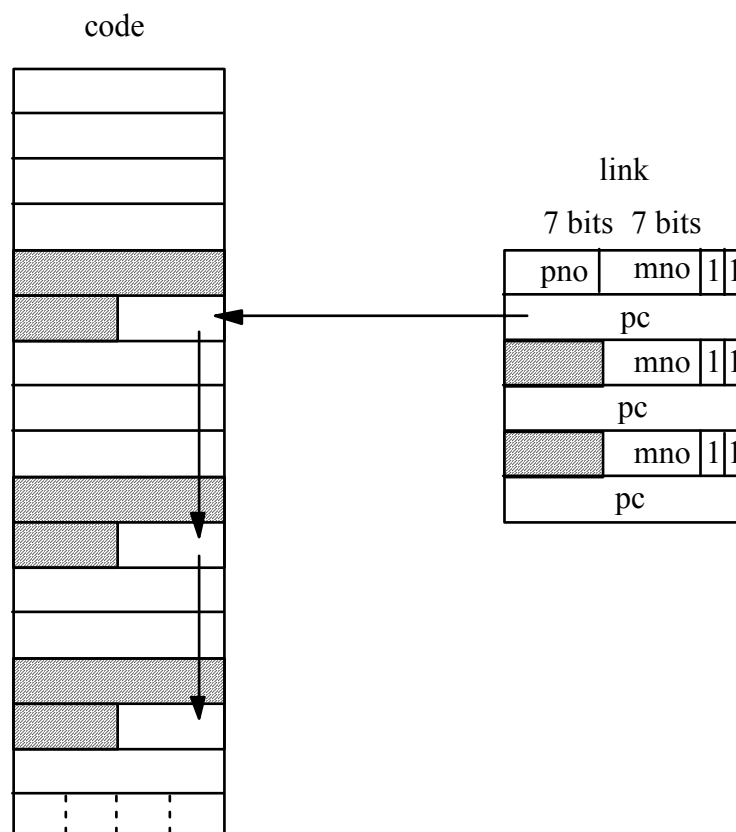 code
link
7 bits 7 bits
pno mno 1 1
pc
mno 1 1
pc
mno 1 1
pc